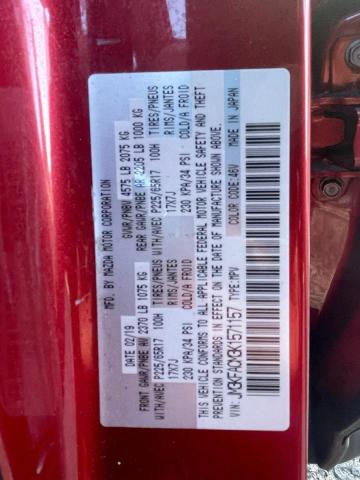 MFD. BY MAZDA MOTOR CORPORATION
DATE 02/19 GVWR/PNBV 4575 LB 2075 KG
FRONT GAWR/PNBE AV 2370 LB 1075 KG REAR GAWR/PNBE AR 2205 LB 1000 KG
WITH/AVEC P225/65R17 100H TIRES/PNEUS WITH/AVEC P225/65R17 100H TIRES/PNEUS
17X7J RIMS/JANTES 17X7J RIMS/JANTES
230 KPA/34 PSI COLD/A FROID 230 KPA/34 PSI COLD/A FROID
THIS VEHICLE CONFORMS TO ALL APPLICABLE FEDERAL MOTOR VEHICLE SAFETY AND THEFT
PREVENTION STANDARDS IN EFFECT ON THE DATE OF MANUFACTURE SHOWN ABOVE.
VIN: TYPE:MPV COLOR CODE:46V MADE IN JAPAN